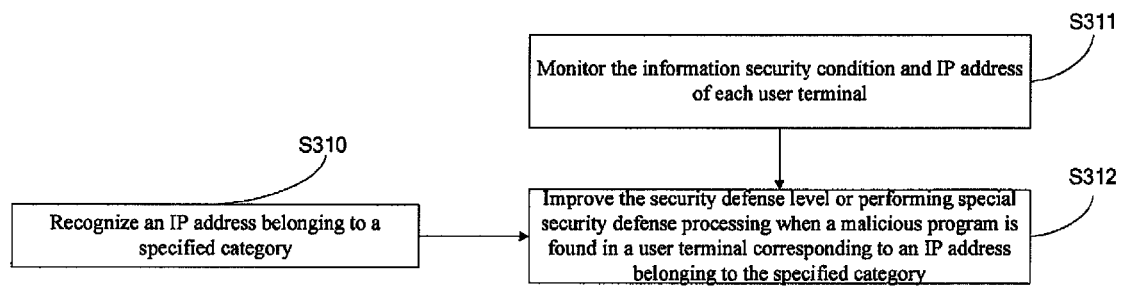 S311
Monitor the information security condition and IP address
of each user terminal
S310
Recognize an IP address belonging to a
specified category
S312
Improve the security defense level or performing special
security defense processing when a malicious program is
found in a user terminal corresponding to an IP address
belonging to the specified category